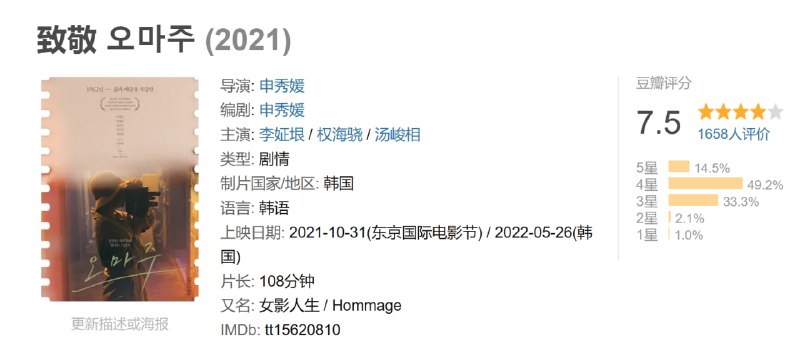 致敬 오마주 (2021)
오마주
更新描述或海报
导演: 申秀媛
编剧: 申秀媛
主演: 李姃垠 / 权海骁 / 汤峻相
类型: 剧情
制片国家/地区: 韩国
语言: 韩语
上映日期: 2021-10-31(东京国际电影节) / 2022-05-26(韩
国)
片长: 108分钟
又名: 女影人生 / Hommage
IMDb: tt15620810
豆瓣评分
7.5
1658人评价
5星 14.5%
4星 49.2%
3星 33.3%
2星 2.1%
1星 1.0%